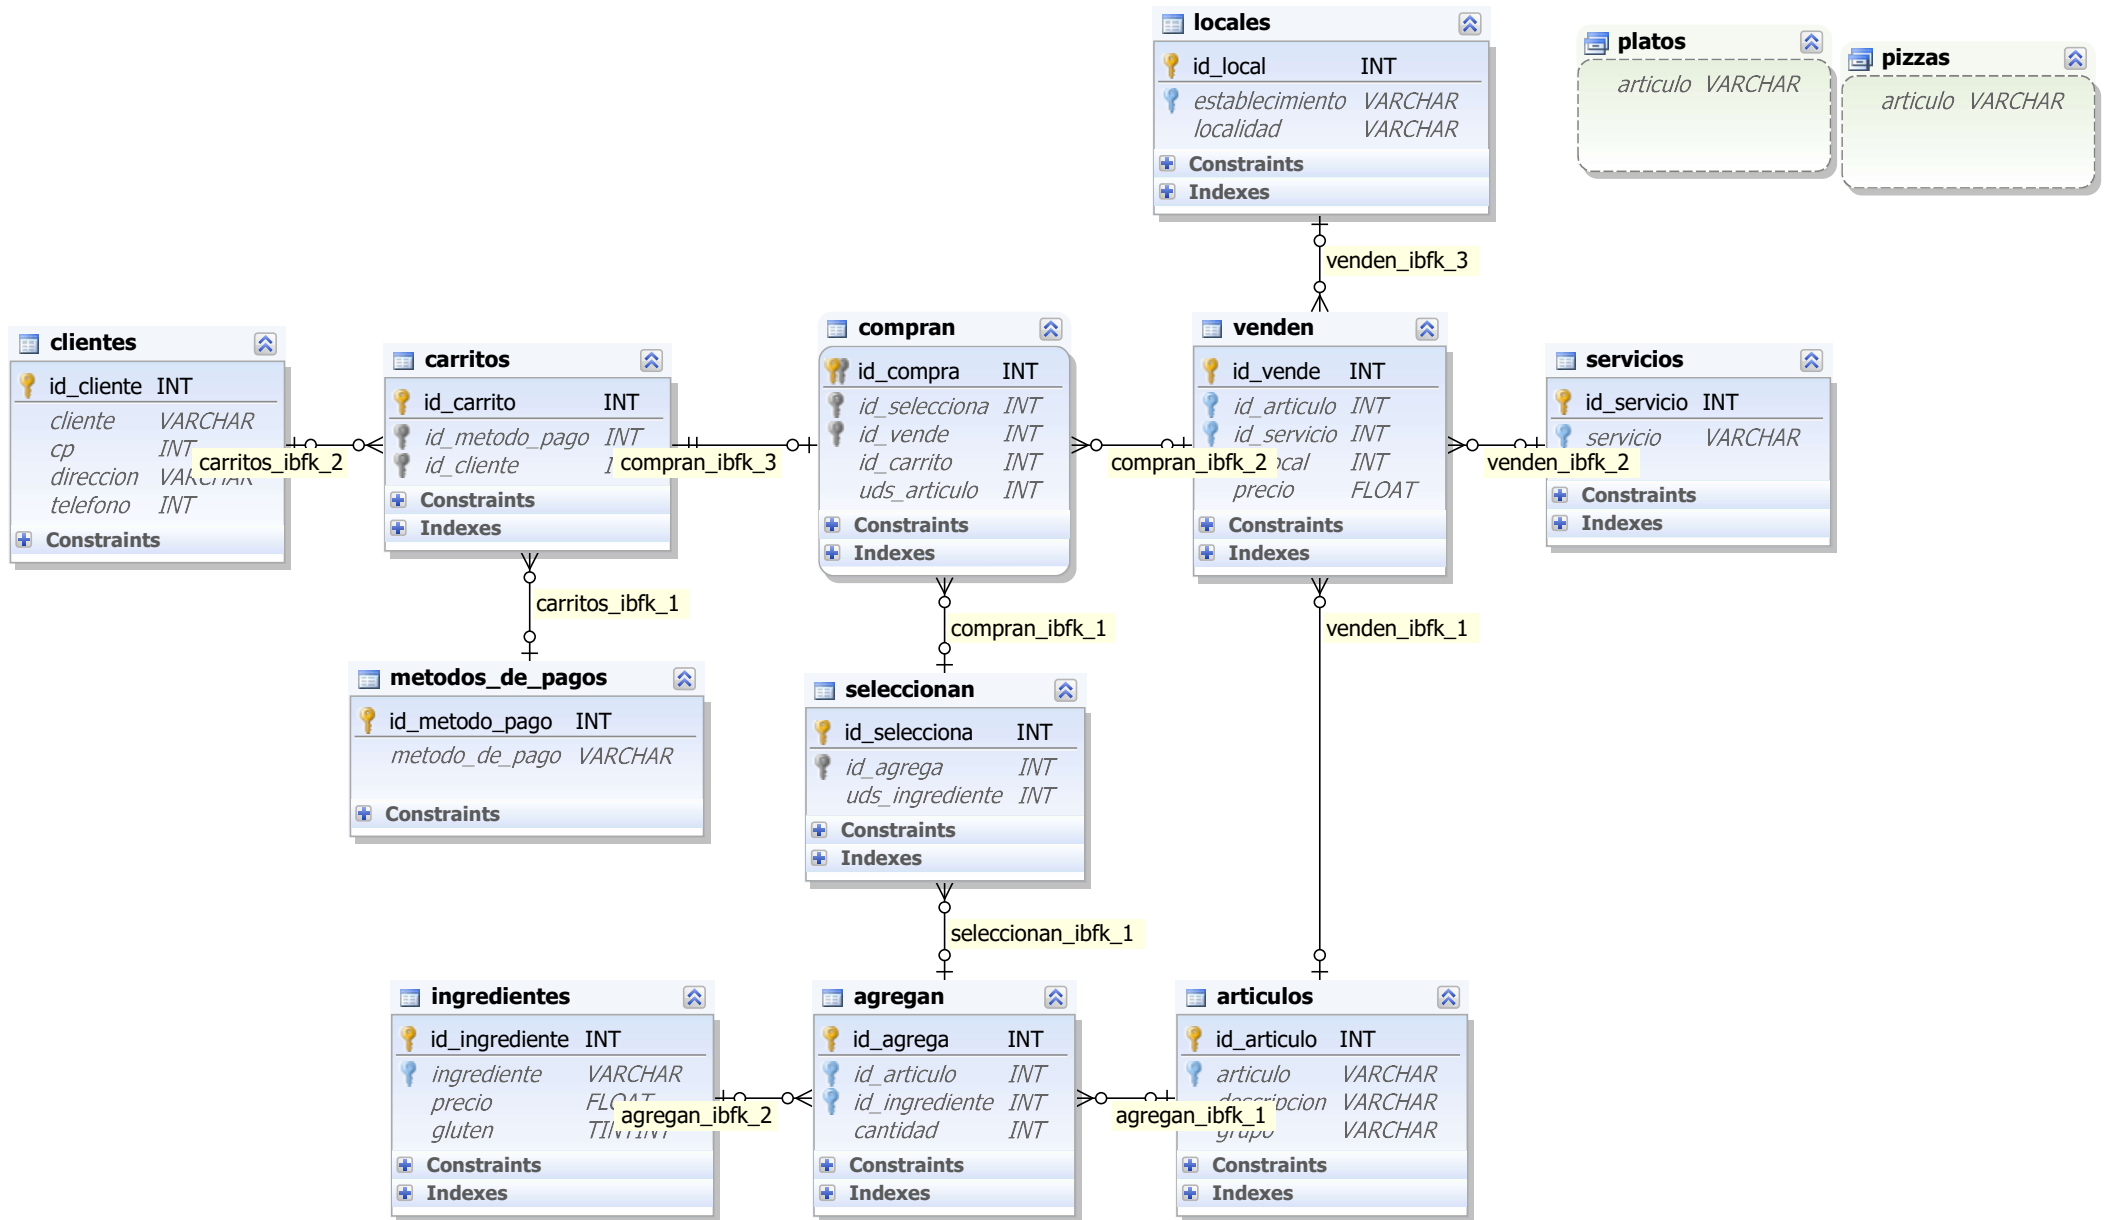 locales
id_local INT
establecimiento VARCHAR
localidad VARCHAR
Constraints
Indexes
platos
articulo VARCHAR
pizzas
articulo VARCHAR
venden_ibfk_3
clientes
id_cliente INT
cliente VARCHAR
cp INT
direccion
telefono INT
Constraints
carritos_ibfk_2
carritos
id_carrito INT
id_metodo_pago INT
id_cliente
Constraints
Indexes
compran_ibfk_3
compran
id_compra INT
id_selecciona INT
id_vende INT
id_carrito INT
uds_articulo INT
Constraints
Indexes
compran_ibfk_2
venden
id_vende INT
id_articulo INT
id_servicio INT
INT
precio FLOAT
Constraints
Indexes
venden_ibfk_2
servicios
id_servicio INT
servicio VARCHAR
Constraints
Indexes
carritos_ibfk_1
compran_ibfk_1
venden_ibfk_1
metodos_de_pagos
id_metodo_pago INT
metodo_de_pago VARCHAR
Constraints
seleccionan
id_selecciona INT
id_agrega INT
uds_ingrediente INT
Constraints
Indexes
seleccionan_ibfk_1
ingredientes
id_ingrediente INT
ingrediente VARCHAR
precio FLOAT
gluten
Constraints
Indexes
agregan_ibfk_2
agregan
id_agrega INT
id_articulo INT
id_ingrediente INT
cantidad INT
Constraints
Indexes
agregan_ibfk_1
articulos
id_articulo INT
articulo VARCHAR
descripcion VARCHAR
grupo VARCHAR
Constraints
Indexes